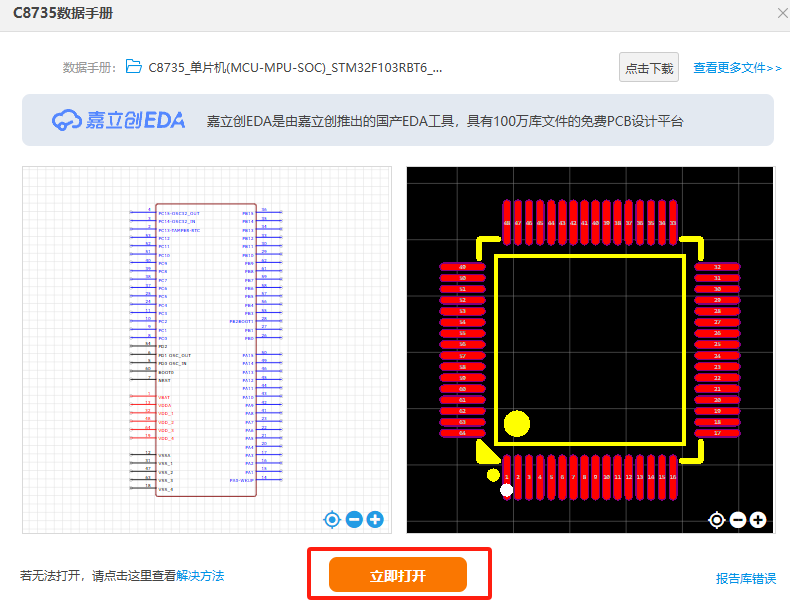 C8735数据手册
数据手册: C8735_单片机(MCU-MPU-SOC)_STM32F103RBT6_... 点击下载 查看更多文件>>
嘉立创EDA 嘉立创EDA是由嘉立创推出的国产EDA工具，具有100万库文件的免费PCB设计平台
PC15-OSC32_OUT
PC14-OSC32_IN
PC13-TAMPER-RTC
PC12
PC11
PC10
PC9
PC8
PC7
PC6
PC5
PC4
PC3
PC2
PC1
PC0
PD2
PD1 OSC_OUT
PD0 OSC_IN
BOOT0
NRST
VBAT
VDDA
VDD_1
VDD_2
VDD_3
VDD_4
VSSA
VSS_1
VSS_2
VSS_3
VSS_4
PB15
PB14
PB13
PB12
PB11
PB10
PB9
PB8
PB7
PB6
PB5
PB4
PB3
PB2BOOT1
PB1
PB0
PA15
PA14
PA13
PA12
PA11
PA10
PA9
PA8
PA7
PA6
PA5
PA4
PA3
PA2
PA1
PA0-WKUP
48 47 46 45 44 43 42 41 40 39 38 37 36 35 34 33
49
50
51
52
53
54
55
56
57
58
59
60
61
62
63
64
32
31
30
29
28
27
26
25
24
23
22
21
20
19
18
17
1 2 3 4 5 6 7 8 9 10 11 12 13 14 15 16
若无法打开，请点击这里查看解决方法 立即打开 报告库错误